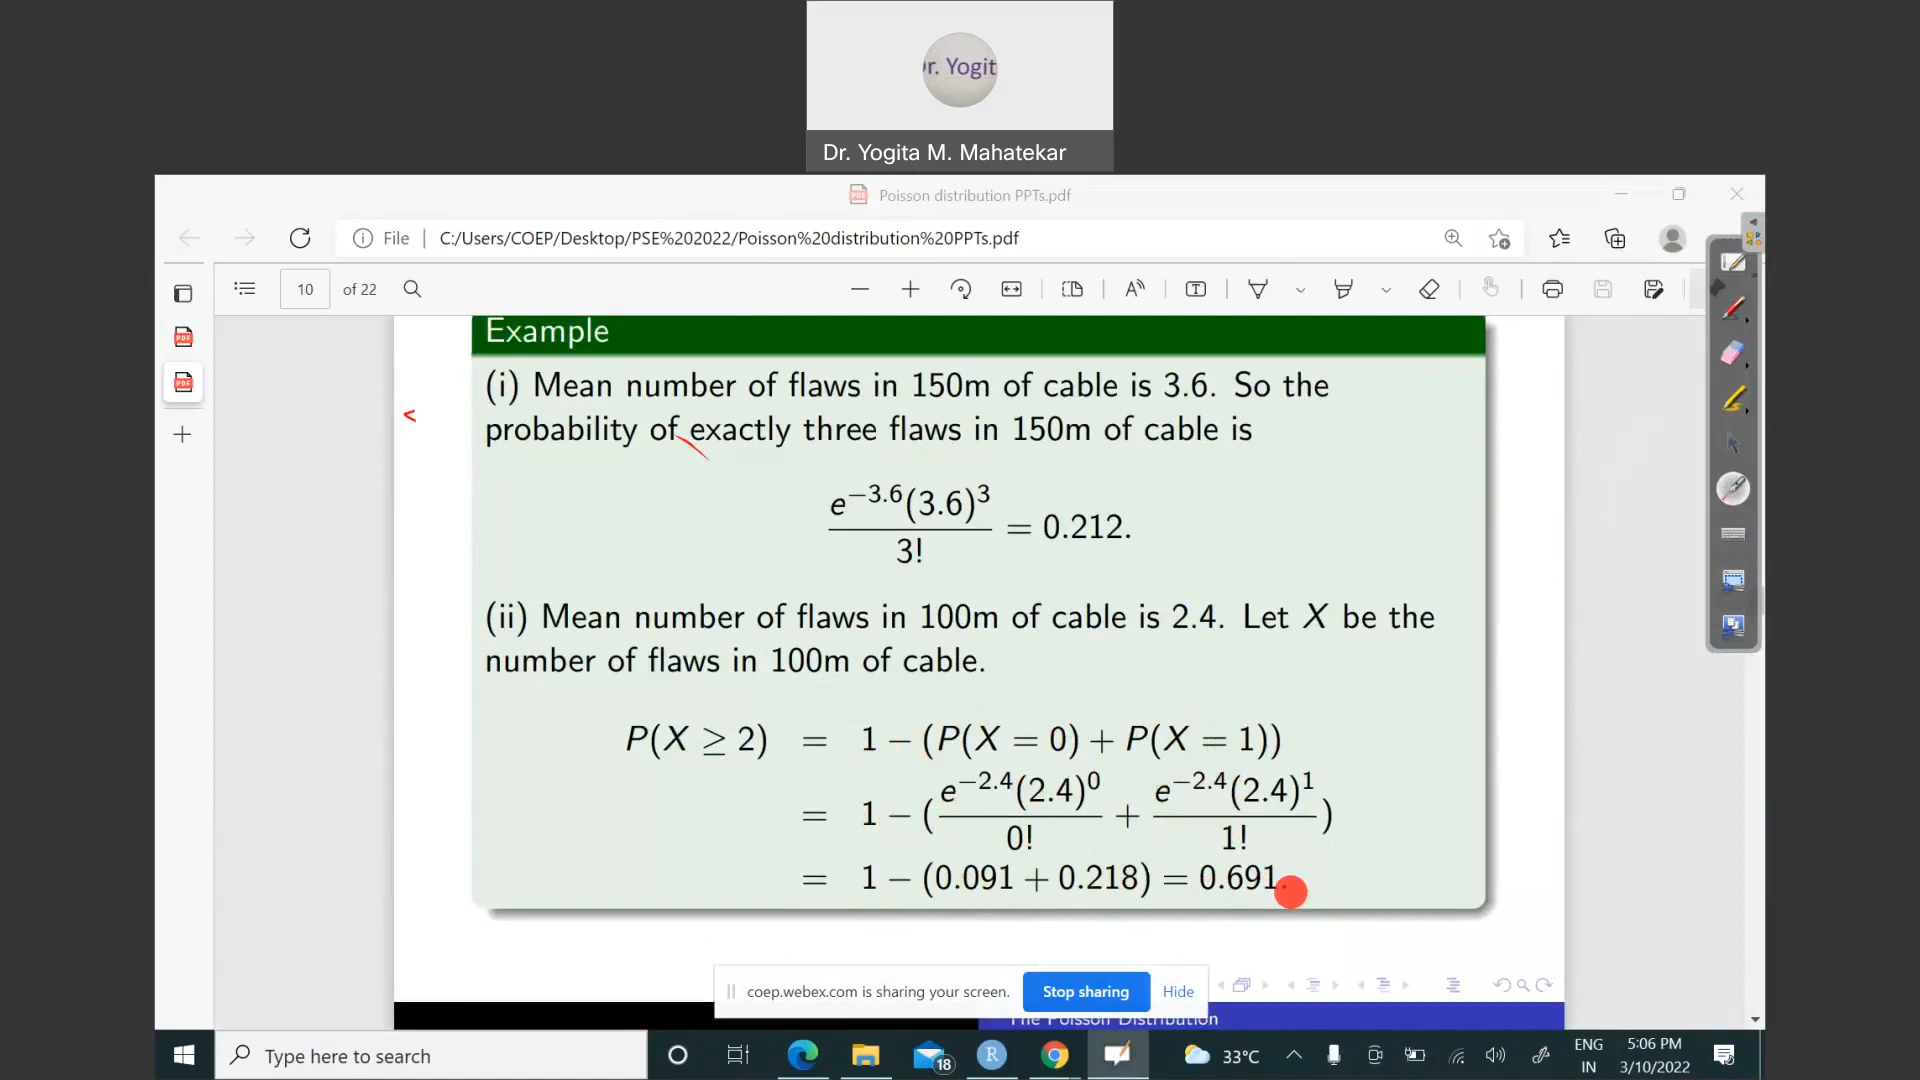 r. Yogit
Dr. Yogita M. Mahatekar
Poisson distribution PPTs.pdf
File | C:/Users/COEP/Desktop/PSE%202022/Poisson%20distribution%20PPTs.pdf
10 of 22
Example
(i) Mean number of flaws in 150m of cable is 3.6. So the
probability of exactly three flaws in 150m of cable is
e^{−3.6}(3.6)^3 / 3! = 0.212.
(ii) Mean number of flaws in 100m of cable is 2.4. Let X be the
number of flaws in 100m of cable.
P(X ≥ 2) = 1 − (P(X = 0) + P(X = 1))
= 1 − (e^{−2.4}(2.4)^0 / 0! + e^{−2.4}(2.4)^1 / 1!)
= 1 − (0.091 + 0.218) = 0.691.
coep.webex.com is sharing your screen. Stop sharing Hide
The Poisson Distribution
Type here to search
18
R
33°C
ENG
IN
5:06 PM
3/10/2022